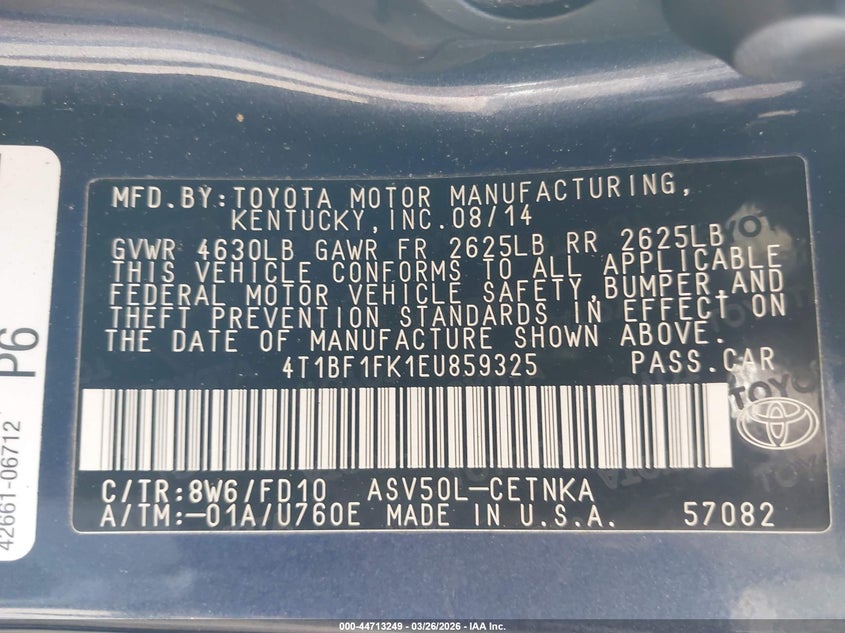 MFD.BY:TOYOTA MOTOR MANUFACTURING,
KENTUCKY,INC.08/14
GVWR 4630LB GAWR FR 2625LB RR 2625LB
THIS VEHICLE CONFORMS TO ALL APPLICABLE
FEDERAL MOTOR VEHICLE SAFETY,BUMPER,AND
THEFT PREVENTION STANDARDS IN EFFECT ON
THE DATE OF MANUFACTURE SHOWN ABOVE.
4T1BF1FK1EU859325 PASS.CAR
TOYOTA
C/TR:8W6/FD10 ASV50L-CETNKA
A/TM:-01A/U760E MADE IN U.S.A. 57082
P6
42661-06712
000-44713249 | 03/26/2026 | IAA Inc.